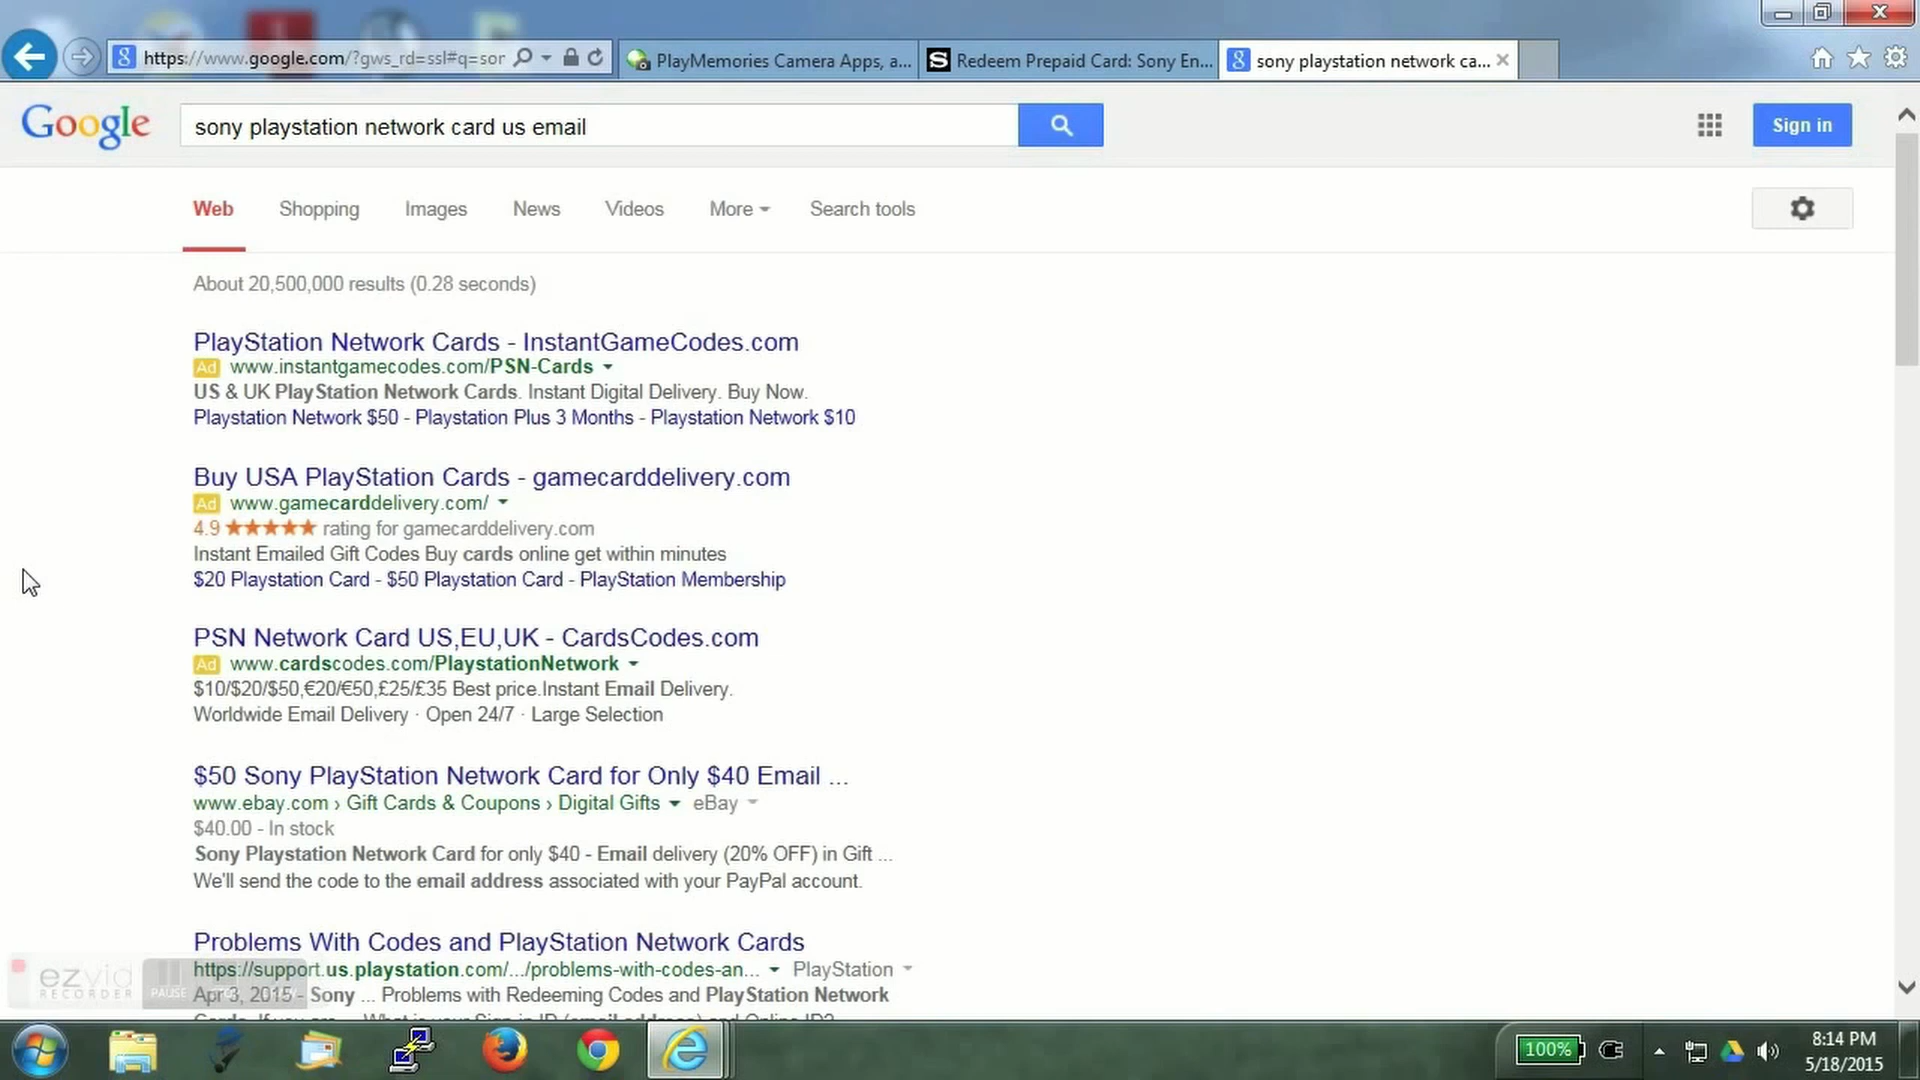 https://www.google.com/?gws_rd=ssl#q=sor
PlayMemories Camera Apps, a...
Redeem Prepaid Card: Sony En...
sony playstation network ca...
Google
sony playstation network card us email
Sign in
Web
Shopping
Images
News
Videos
More
Search tools
About 20,500,000 results (0.28 seconds)
PlayStation Network Cards - InstantGameCodes.com
Ad www.instantgamecodes.com/PSN-Cards
US & UK PlayStation Network Cards. Instant Digital Delivery. Buy Now.
Playstation Network $50 - Playstation Plus 3 Months - Playstation Network $10
Buy USA PlayStation Cards - gamecarddelivery.com
Ad www.gamecarddelivery.com/
4.9 ★★★★★ rating for gamecarddelivery.com
Instant Emailed Gift Codes Buy cards online get within minutes
$20 Playstation Card - $50 Playstation Card - PlayStation Membership
PSN Network Card US,EU,UK - CardsCodes.com
Ad www.cardscodes.com/PlaystationNetwork
$10/$20/$50,€20/€50,£25/£35 Best price.Instant Email Delivery.
Worldwide Email Delivery · Open 24/7 · Large Selection
$50 Sony PlayStation Network Card for Only $40 Email ...
www.ebay.com › Gift Cards & Coupons › Digital Gifts eBay
$40.00 - In stock
Sony Playstation Network Card for only $40 - Email delivery (20% OFF) in Gift ...
We'll send the code to the email address associated with your PayPal account.
Problems With Codes and PlayStation Network Cards
https://support.us.playstation.com/.../problems-with-codes-an... PlayStation
Apr 3, 2015 - Sony ... Problems with Redeeming Codes and PlayStation Network
ezvid
RECORDER
PAUSE
100%
8:14 PM
5/18/2015